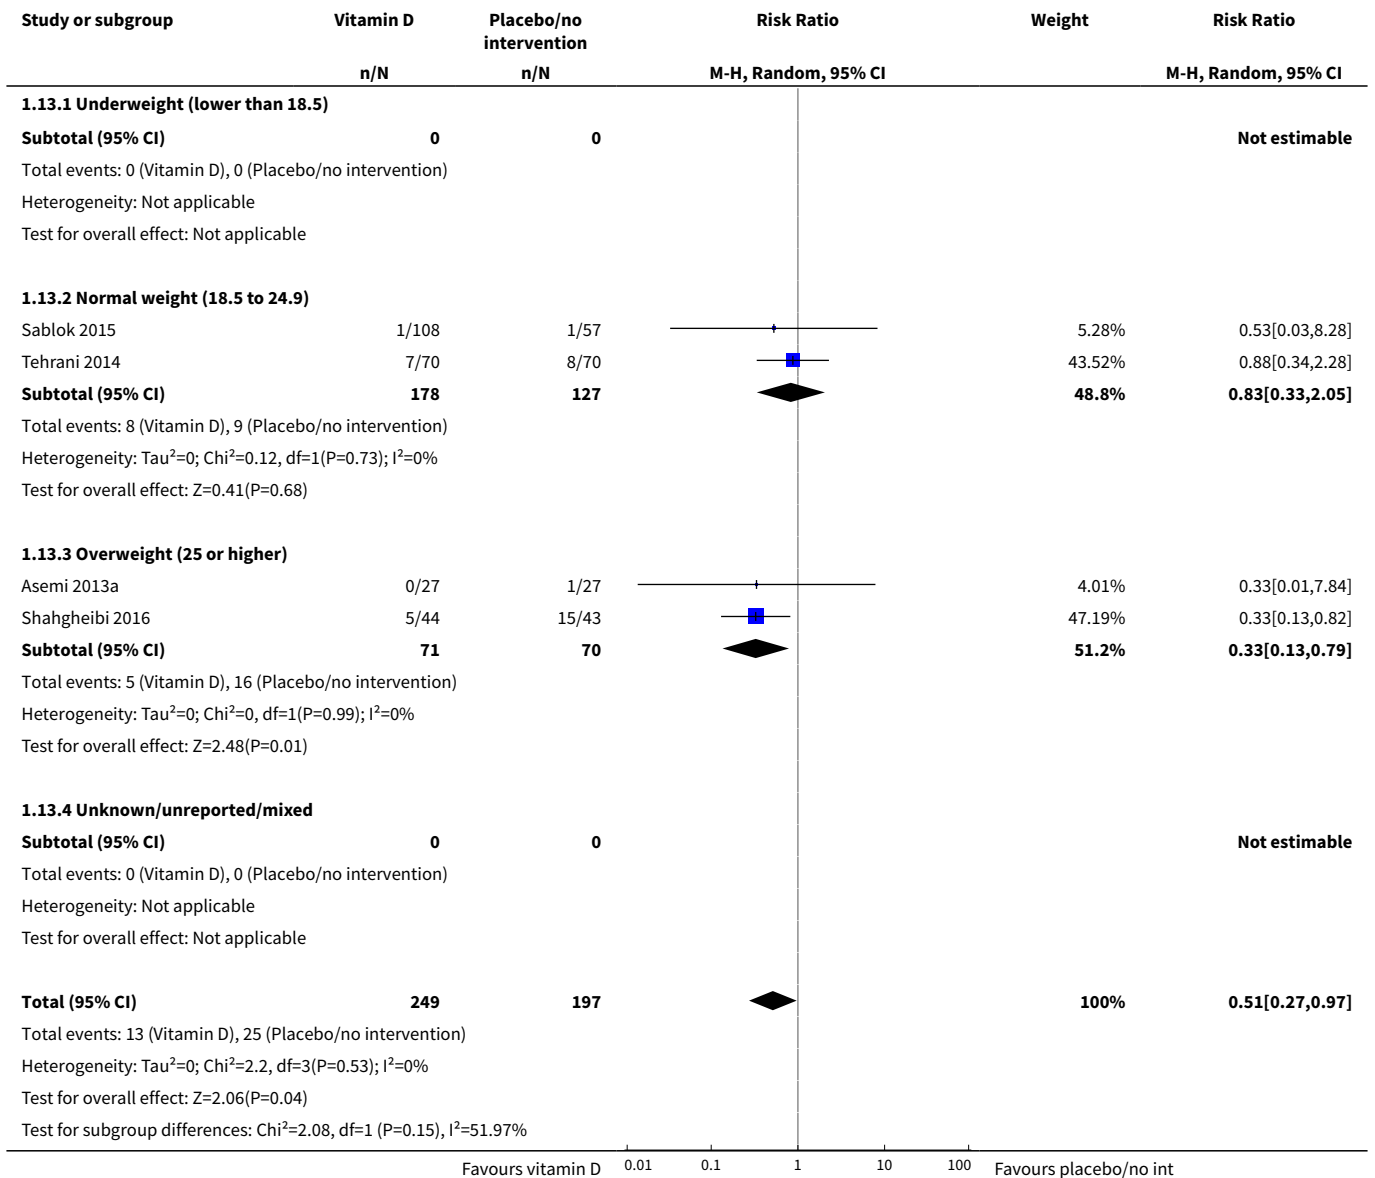 Study or subgroup Vitamin D Placebo/no intervention Risk Ratio Weight Risk Ratio
n/N n/N M-H, Random, 95% CI M-H, Random, 95% CI
1.13.1 Underweight (lower than 18.5)
Subtotal (95% CI) 0 0 Not estimable
Total events: 0 (Vitamin D), 0 (Placebo/no intervention)
Heterogeneity: Not applicable
Test for overall effect: Not applicable
1.13.2 Normal weight (18.5 to 24.9)
Sablok 2015 1/108 1/57 5.28% 0.53[0.03,8.28]
Tehrani 2014 7/70 8/70 43.52% 0.88[0.34,2.28]
Subtotal (95% CI) 178 127 48.8% 0.83[0.33,2.05]
Total events: 8 (Vitamin D), 9 (Placebo/no intervention)
Heterogeneity: Tau²=0; Chi²=0.12, df=1(P=0.73); I²=0%
Test for overall effect: Z=0.41(P=0.68)
1.13.3 Overweight (25 or higher)
Asemi 2013a 0/27 1/27 4.01% 0.33[0.01,7.84]
Shahgheibi 2016 5/44 15/43 47.19% 0.33[0.13,0.82]
Subtotal (95% CI) 71 70 51.2% 0.33[0.13,0.79]
Total events: 5 (Vitamin D), 16 (Placebo/no intervention)
Heterogeneity: Tau²=0; Chi²=0, df=1(P=0.99); I²=0%
Test for overall effect: Z=2.48(P=0.01)
1.13.4 Unknown/unreported/mixed
Subtotal (95% CI) 0 0 Not estimable
Total events: 0 (Vitamin D), 0 (Placebo/no intervention)
Heterogeneity: Not applicable
Test for overall effect: Not applicable
Total (95% CI) 249 197 100% 0.51[0.27,0.97]
Total events: 13 (Vitamin D), 25 (Placebo/no intervention)
Heterogeneity: Tau²=0; Chi²=2.2, df=3(P=0.53); I²=0%
Test for overall effect: Z=2.06(P=0.04)
Test for subgroup differences: Chi²=2.08, df=1 (P=0.15), I²=51.97%
Favours vitamin D 0.01 0.1 1 10 100 Favours placebo/no int